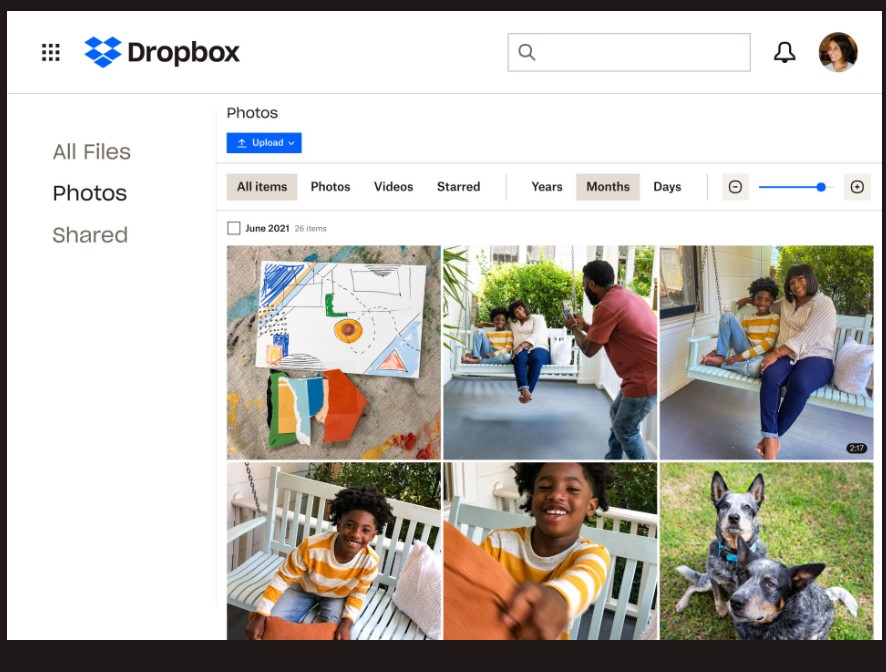 Dropbox
All Files
Photos
Shared
Photos
Upload
All items Photos Videos Starred Years Months Days
June 2021 26 items
2:17